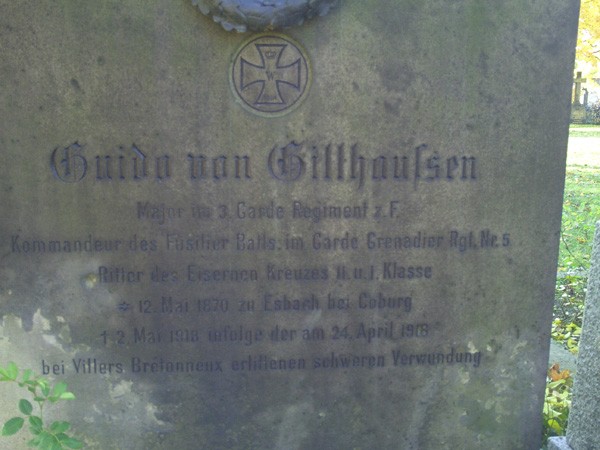 W
Guido von Gillhaussen
Major im 3. Garde Regiment z. F.
Kommandeur des Füsilier Batls. im Garde Grenadier Rgt. Nr. 5
Ritter des Eisernen Kreuzes II. u. I. Klasse
* 12. Mai 1870 zu Esbach bei Coburg
† 2. Mai 1918 infolge der am 24. April 1918
bei Villers Bretonneux erlittenen schweren Verwundung